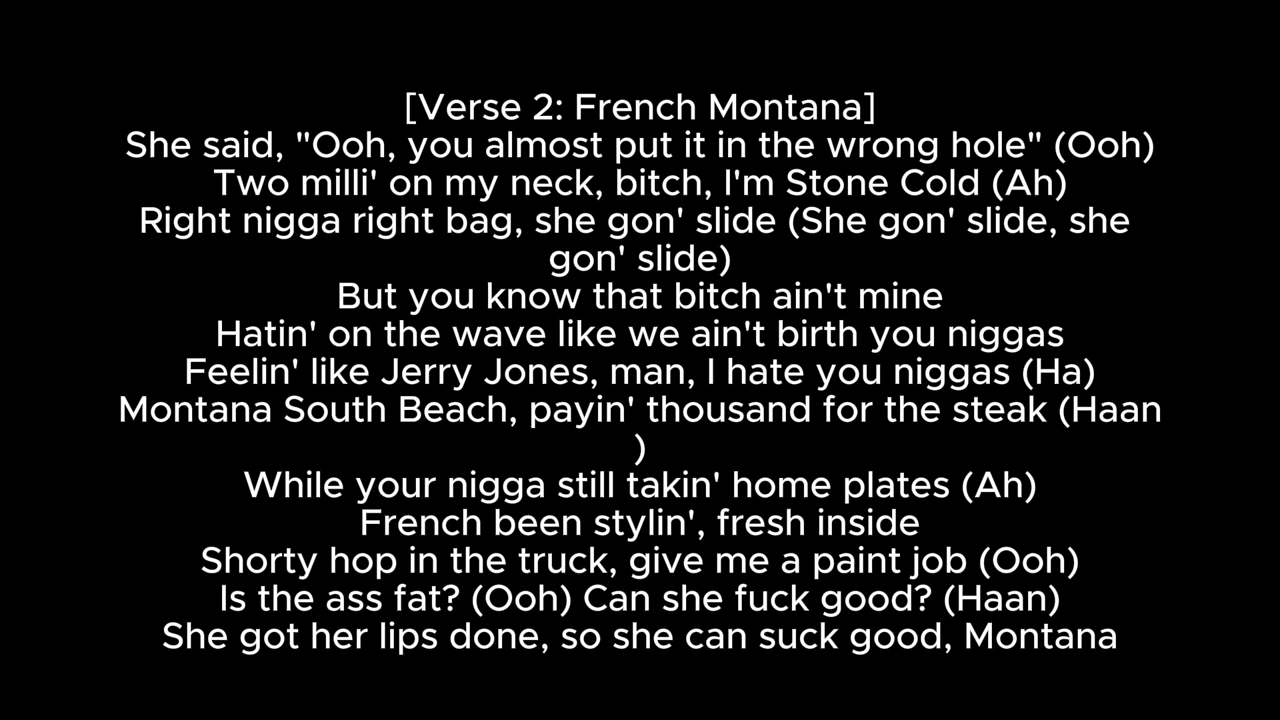 [Verse 2: French Montana]
She said, "Ooh, you almost put it in the wrong hole" (Ooh)
Two milli' on my neck, bitch, I'm Stone Cold (Ah)
Right nigga right bag, she gon' slide (She gon' slide, she
gon' slide)
But you know that bitch ain't mine
Hatin' on the wave like we ain't birth you niggas
Feelin' like Jerry Jones, man, I hate you niggas (Ha)
Montana South Beach, payin' thousand for the steak (Haan
)
While your nigga still takin' home plates (Ah)
French been stylin', fresh inside
Shorty hop in the truck, give me a paint job (Ooh)
Is the ass fat? (Ooh) Can she fuck good? (Haan)
She got her lips done, so she can suck good, Montana